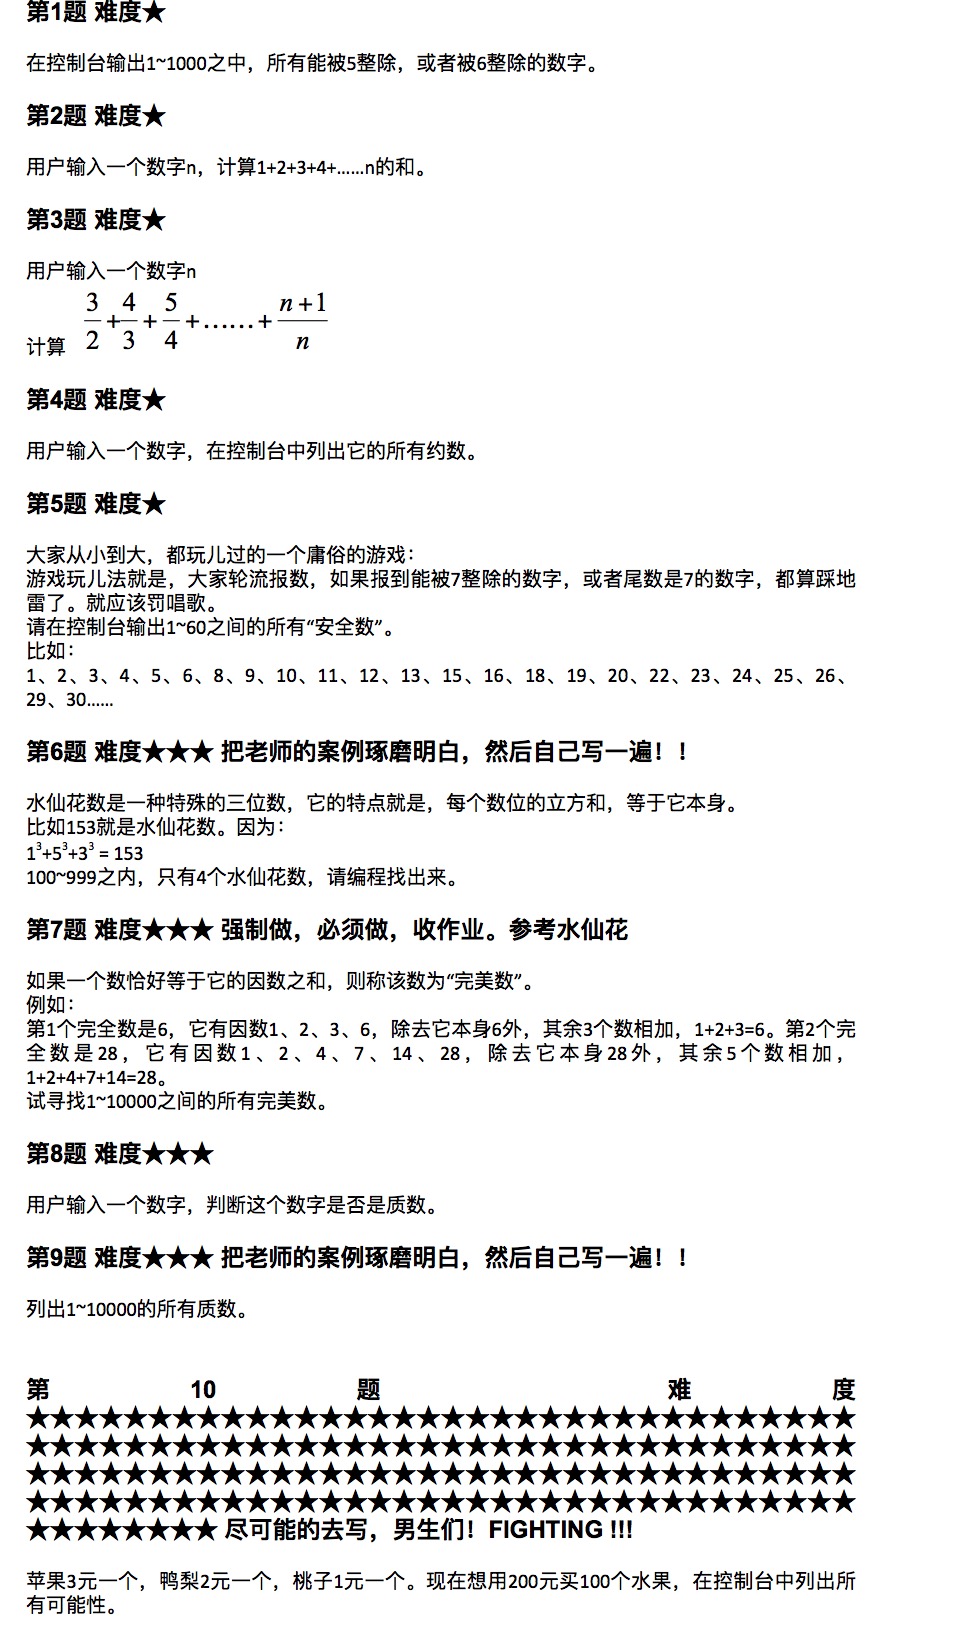 第1题 难度★
在控制台输出1~1000之中，所有能被5整除，或者被6整除的数字。
第2题 难度★
用户输入一个数字n，计算1+2+3+4+……n的和。
第3题 难度★
用户输入一个数字n
计算 3/2+4/3+5/4+……+(n+1)/n
第4题 难度★
用户输入一个数字，在控制台中列出它的所有约数。
第5题 难度★
大家从小到大，都玩儿过的一个庸俗的游戏：
游戏玩儿法就是，大家轮流报数，如果报到能被7整除的数字，或者尾数是7的数字，都算踩地
雷了。就应该罚唱歌。
请在控制台输出1~60之间的所有“安全数”。
比如：
1、2、3、4、5、6、8、9、10、11、12、13、15、16、18、19、20、22、23、24、25、26、
29、30……
第6题 难度★★★ 把老师的案例琢磨明白，然后自己写一遍！！
水仙花数是一种特殊的三位数，它的特点就是，每个数位的立方和，等于它本身。
比如153就是水仙花数。因为：
1³+5³+3³ = 153
100~999之内，只有4个水仙花数，请编程找出来。
第7题 难度★★★ 强制做，必须做，收作业。参考水仙花
如果一个数恰好等于它的因数之和，则称该数为“完美数”。
例如：
第1个完全数是6，它有因数1、2、3、6，除去它本身6外，其余3个数相加，1+2+3=6。第2个完
全数是28，它有因数1、2、4、7、14、28，除去它本身28外，其余5个数相加，
1+2+4+7+14=28。
试寻找1~10000之间的所有完美数。
第8题 难度★★★
用户输入一个数字，判断这个数字是否是质数。
第9题 难度★★★ 把老师的案例琢磨明白，然后自己写一遍！！
列出1~10000的所有质数。
第 10 题 难 度
★★★★★★★★★★★★★★★★★★★★★★★★★★★★★★★★★★
★★★★★★★★★★★★★★★★★★★★★★★★★★★★★★★★★★
★★★★★★★★★★★★★★★★★★★★★★★★★★★★★★★★★★
★★★★★★★★★★★★★★★★★★★★★★★★★★★★★★★★★★
★★★★★★★★ 尽可能的去写，男生们！FIGHTING !!!
苹果3元一个，鸭梨2元一个，桃子1元一个。现在想用200元买100个水果，在控制台中列出所
有可能性。